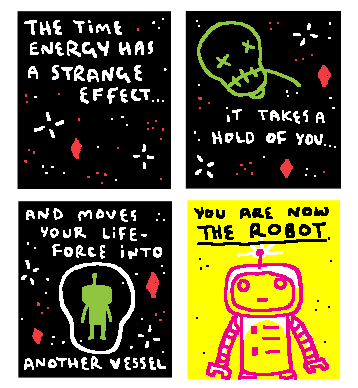 THE TIME
ENERGY HAS
A STRANGE
EFFECT...
iT TAKES A
HOLD OF YOU...
AND MOVES
YOUR LIFE-
FORCE iNTO
ANOTHER VESSEL
YOU ARE NOW
THE ROBOT